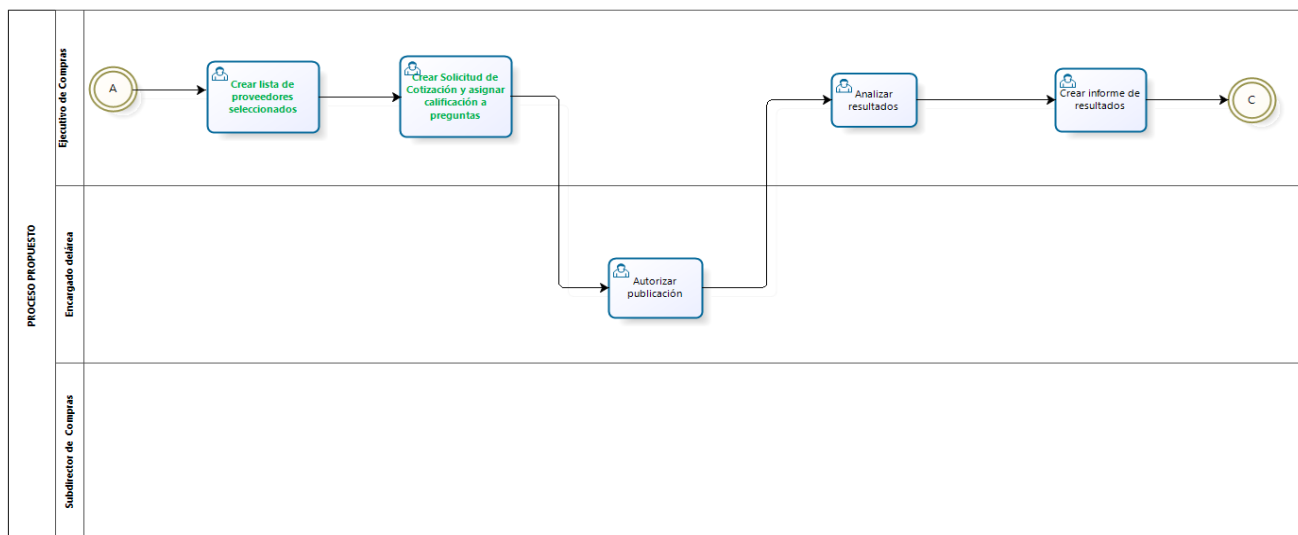 PROCESO PROPUESTO
Ejecutivo de Compras
A
Crear lista de
proveedores
seleccionados
Crear Solicitud de
Cotización y asignar
calificación a
preguntas
Analizar
resultados
Crear informe de
resultados
C
Encargado delárea
Autorizar
publicación
Subdirector de Compras